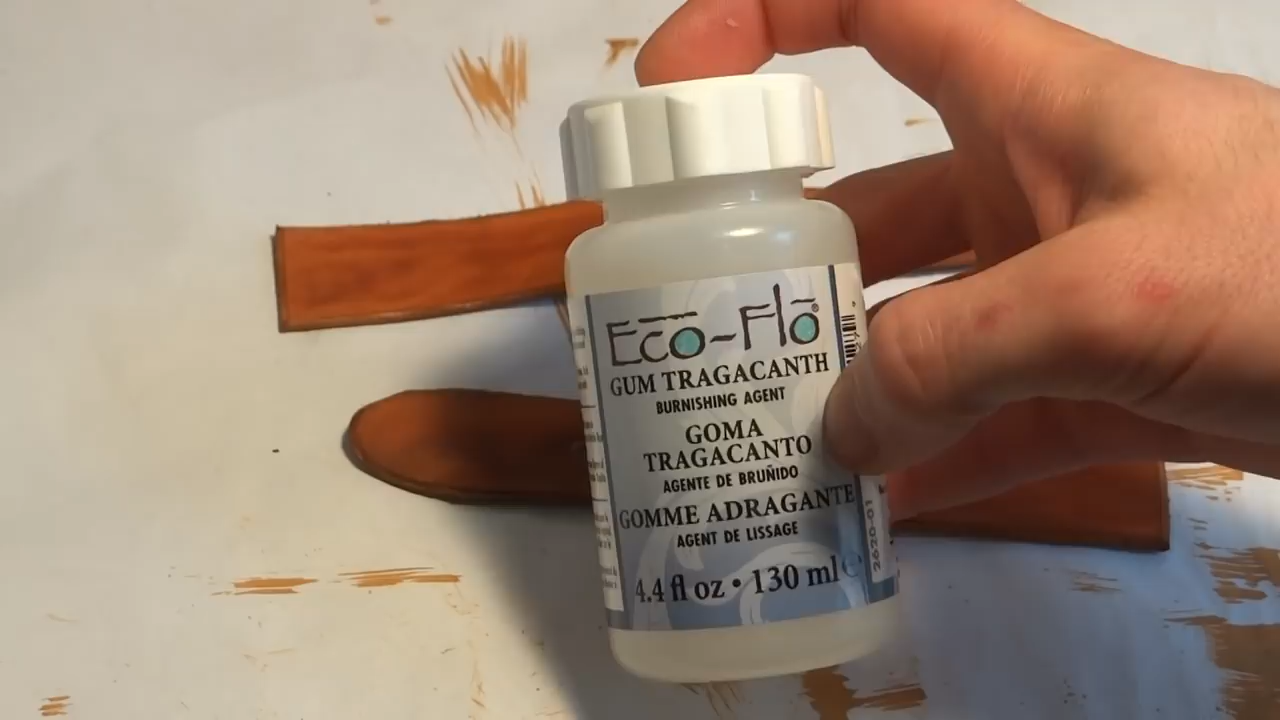 Eco-Flo®
GUM TRAGACANTH
BURNISHING AGENT
GOMA
TRAGACANTO
AGENTE DE BRUÑIDO
GOMME ADRAGANTE
AGENT DE LISSAGE
4.4 fl oz • 130 ml e
2620-01